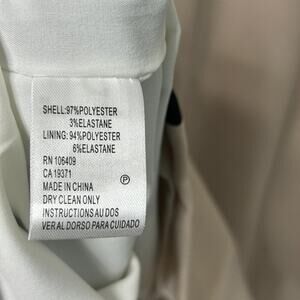 SHELL:97%POLYESTER
3%ELASTANE
LINING:94%POLYESTER
6%ELASTANE
RN 106409
CA 19371
MADE IN CHINA
P
DRY CLEAN ONLY
INSTRUCTIONS AU DOS
VER AL DORSO PARA CUIDADO